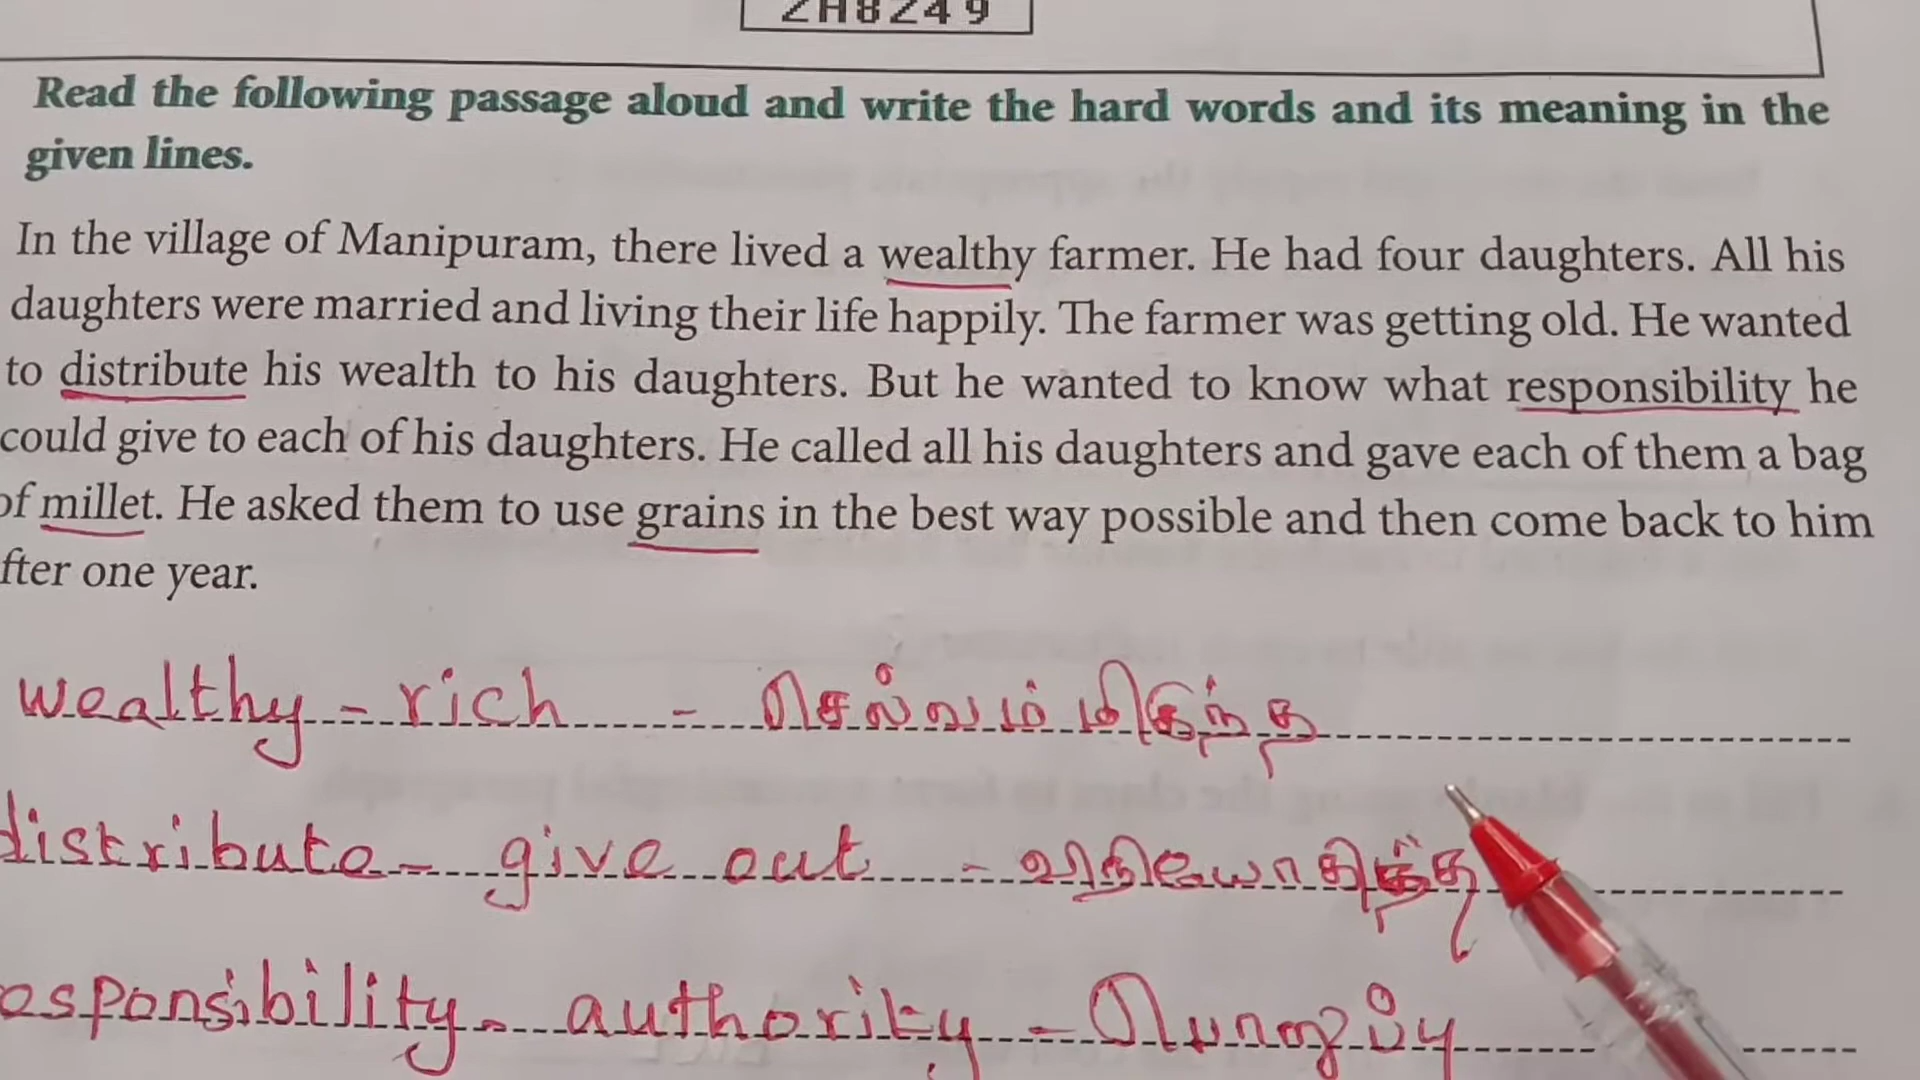 ZH8Z49
Read the following passage aloud and write the hard words and its meaning in the
given lines.
In the village of Manipuram, there lived a wealthy farmer. He had four daughters. All his
daughters were married and living their life happily. The farmer was getting old. He wanted
to distribute his wealth to his daughters. But he wanted to know what responsibility he
could give to each of his daughters. He called all his daughters and gave each of them a bag
of millet. He asked them to use grains in the best way possible and then come back to him
fter one year.
wealthy - rich - செல்வம் மிகுந்த
distribute - give out -
esponsibility - authority - பொறுப்பு